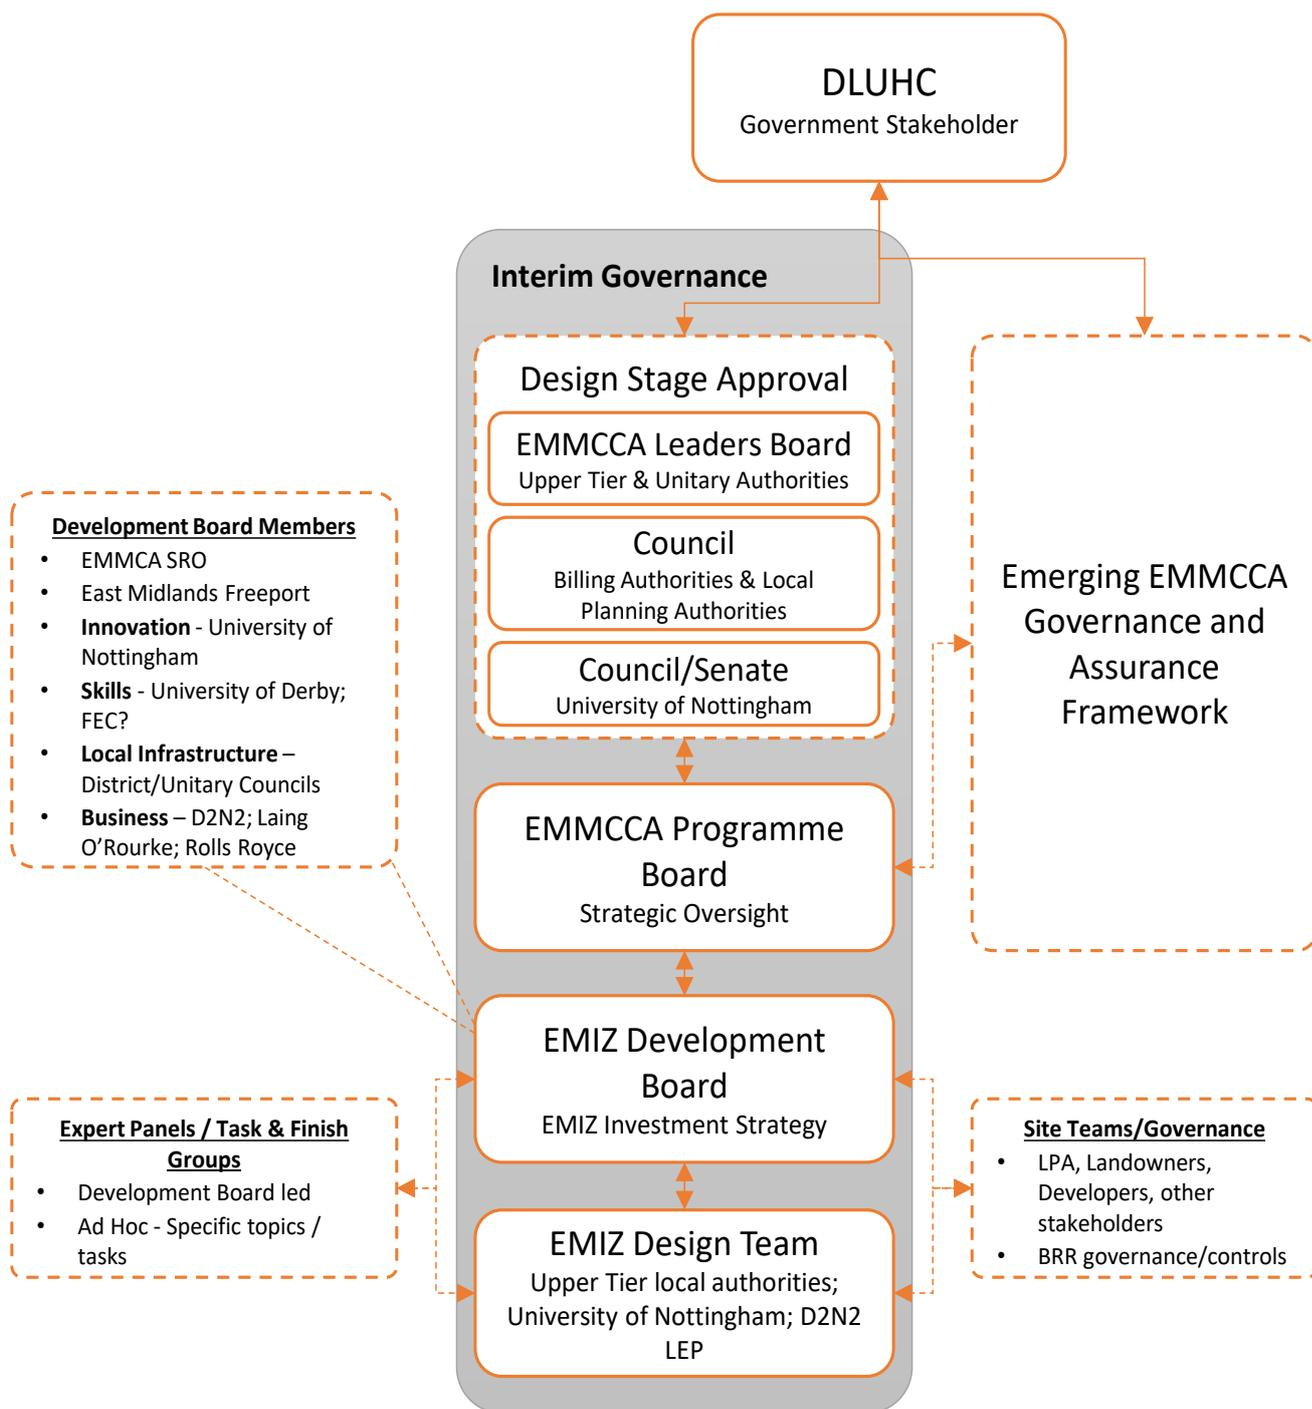 DLUHC
Government Stakeholder
Interim Governance
Design Stage Approval
EMMCCA Leaders Board
Upper Tier & Unitary Authorities
Council
Billing Authorities & Local
Planning Authorities
Council/Senate
University of Nottingham
Emerging EMMCCA
Governance and
Assurance
Framework
Development Board Members
• EMMCA SRO
• East Midlands Freeport
• Innovation - University of
Nottingham
• Skills - University of Derby;
FEC?
• Local Infrastructure –
District/Unitary Councils
• Business – D2N2; Laing
O’Rourke; Rolls Royce
EMMCCA Programme
Board
Strategic Oversight
EMIZ Development
Board
EMIZ Investment Strategy
Expert Panels / Task & Finish
Groups
• Development Board led
• Ad Hoc - Specific topics /
tasks
Site Teams/Governance
• LPA, Landowners,
Developers, other
stakeholders
• BRR governance/controls
EMIZ Design Team
Upper Tier local authorities;
University of Nottingham; D2N2
LEP